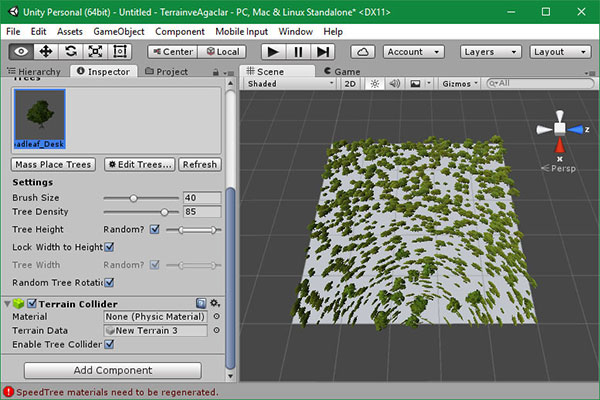 Unity Personal (64bit) - Untitled - TerrainveAgaclar - PC, Mac & Linux Standalone* <DX11>
File Edit Assets GameObject Component Mobile Input Window Help
Center Local Account Layers Layout
Hierarchy Inspector Project Scene Game
Shaded 2D Gizmos All
Trees
eadleaf_Desk
Mass Place Trees Edit Trees... Refresh
Settings
Brush Size 40
Tree Density 85
Tree Height Random?
Lock Width to Height
Tree Width Random?
Random Tree Rotati
Terrain Collider
Material None (Physic Material)
Terrain Data New Terrain 3
Enable Tree Collider
Add Component
SpeedTree materials need to be regenerated.
z
x
Persp